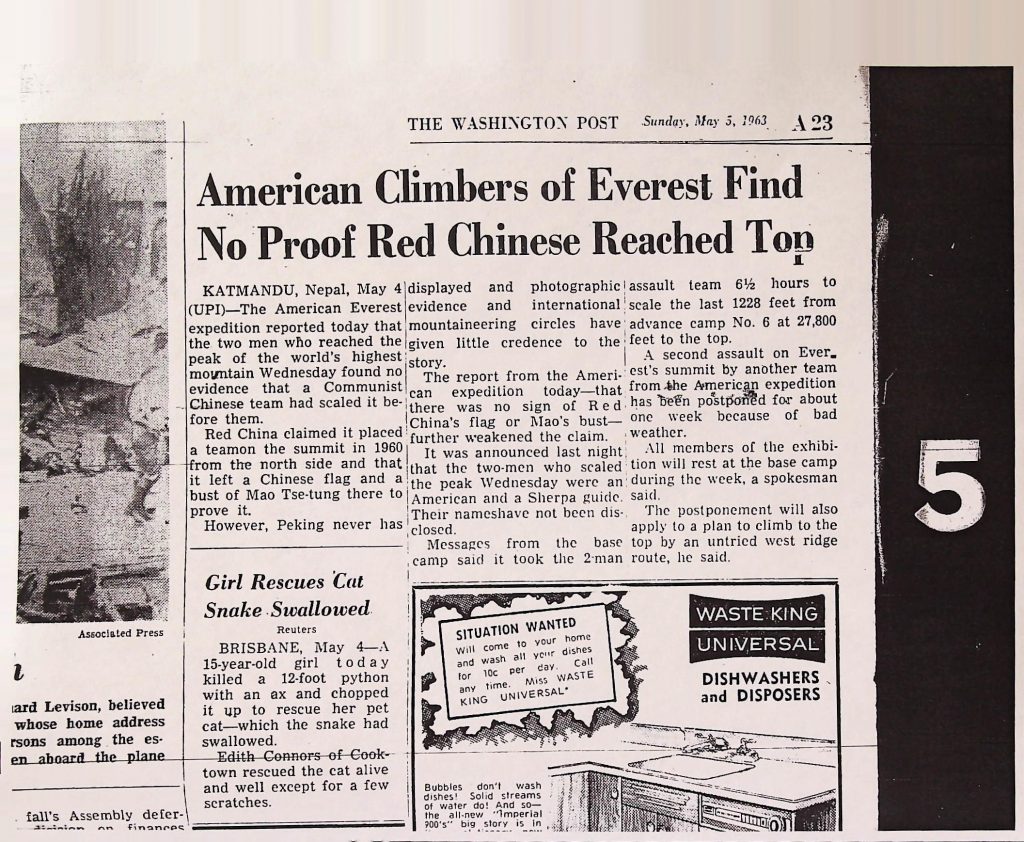 THE WASHINGTON POST Sunday, May 5, 1963 A 23
American Climbers of Everest Find
No Proof Red Chinese Reached Top
KATMANDU, Nepal, May 4
(UPI)—The American Everest
expedition reported today that
the two men who reached the
peak of the world's highest
mountain Wednesday found no
evidence that a Communist
Chinese team had scaled it be-
fore them.
Red China claimed it placed
a teamon the summit in 1960
from the north side and that
it left a Chinese flag and a
bust of Mao Tse-tung there to
prove it.
However, Peking never has
displayed and photographic
evidence and international
mountaineering circles have
given little credence to the
story.
The report from the Ameri-
can expedition today—that
there was no sign of Red
China's flag or Mao's bust—
further weakened the claim.
It was announced last night
that the two-men who scaled
the peak Wednesday were an
American and a Sherpa guide.
Their nameshave not been dis-
closed.
Messages from the base
camp said it took the 2-man
assault team 6½ hours to
scale the last 1228 feet from
advance camp No. 6 at 27,800
feet to the top.
A second assault on Ever-
est's summit by another team
from the American expedition
has been postponed for about
one week because of bad
weather.
All members of the exhibi-
tion will rest at the base camp
during the week, a spokesman
said.
The postponement will also
apply to a plan to climb to the
top by an untried west ridge
route, he said.
Girl Rescues Cat
Snake Swallowed
Reuters
BRISBANE, May 4—A
15-year-old girl today
killed a 12-foot python
with an ax and chopped
it up to rescue her pet
cat—which the snake had
swallowed.
Edith Connors of Cook-
town rescued the cat alive
and well except for a few
scratches.
Associated Press
ard Levison, believed
whose home address
rsons among the es-
en aboard the plane
fall's Assembly defer-
division on finances
SITUATION WANTED
Will come to your home
and wash all your dishes
for 10c per day. Call
any time. Miss WASTE
KING UNIVERSAL"
WASTE KING
UNIVERSAL
DISHWASHERS
and DISPOSERS
Bubbles don't wash
dishes! Solid streams
of water do! And so—
the all-new "Imperial
900's" big story is in
5